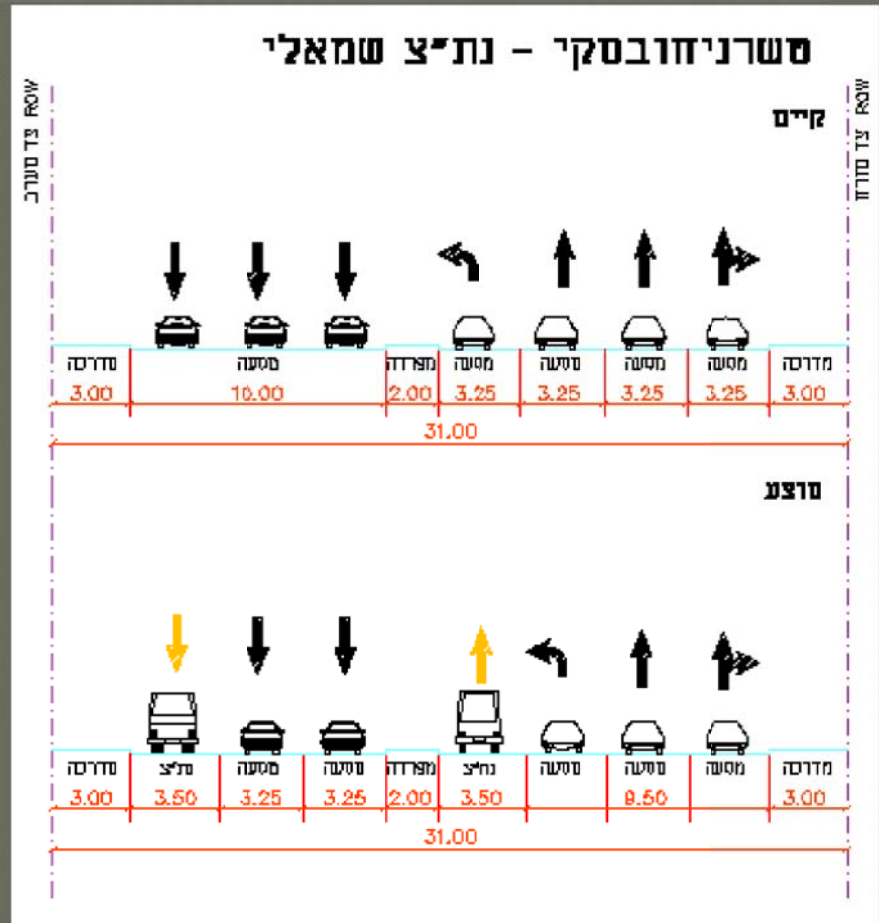 טשרניחובסקי - נת"צ שמאלי
ROW צד מזרח
ROW צד מערב
קיים
מדרכה מסעה מסעה מסעה מסעה מפרדה מסעה מדרכה
3.00 3.25 3.25 3.25 3.25 2.00 10.00 3.00
31.00
מוצע
מדרכה מסעה מסעה מסעה נת"צ מפרדה מסעה מסעה נת"צ מדרכה
3.00 9.50 3.50 2.00 3.25 3.25 3.50 3.00
31.00